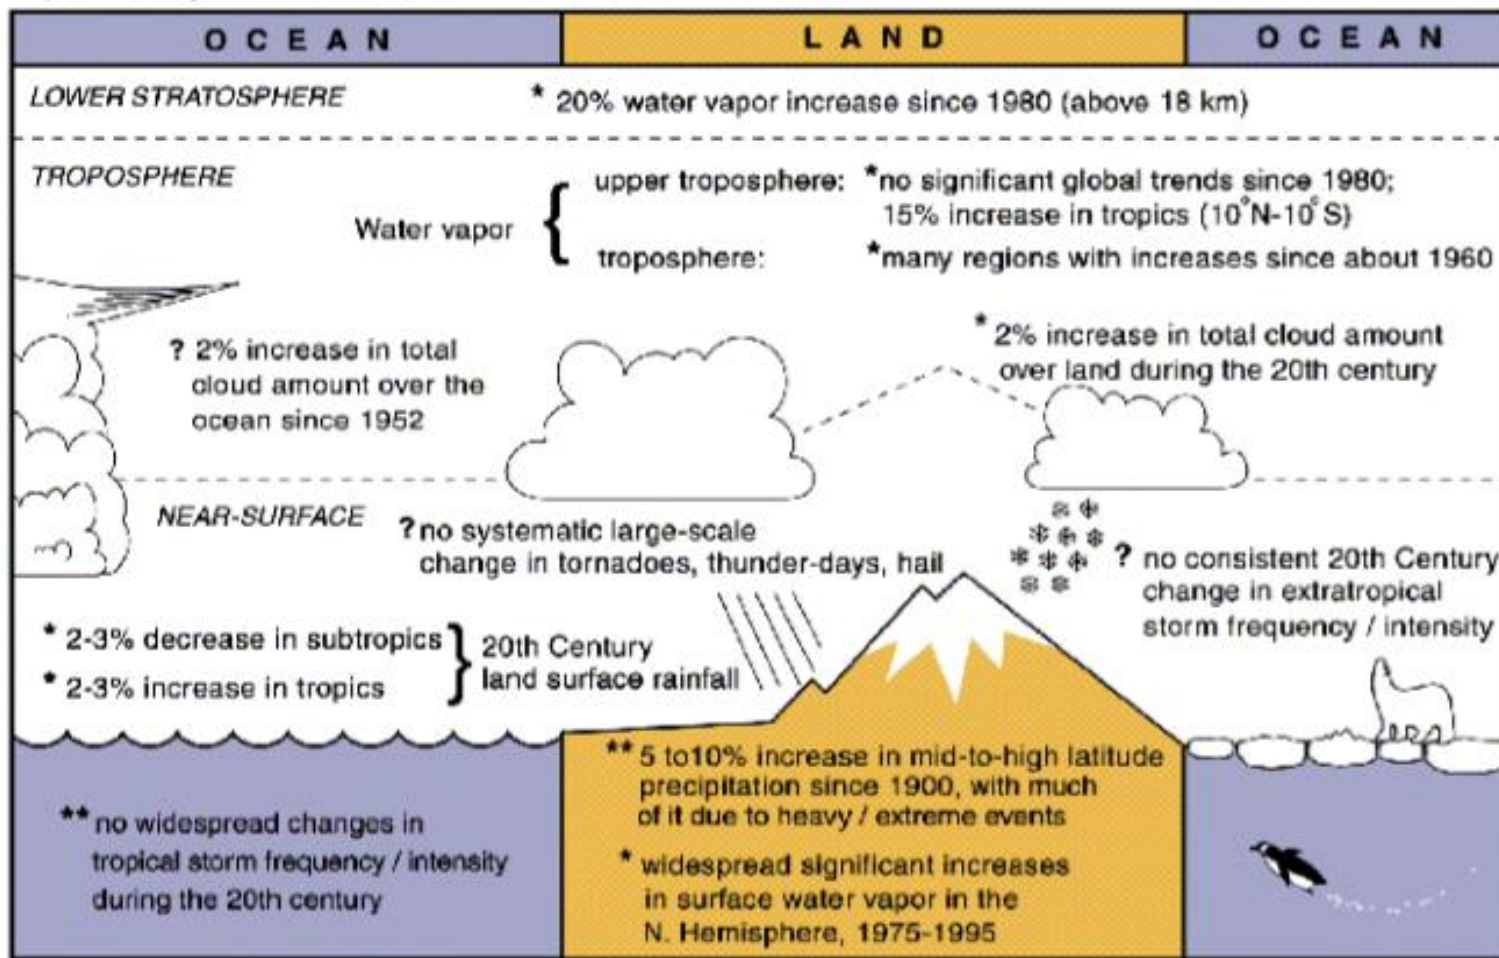 OCEAN
LAND
OCEAN
LOWER STRATOSPHERE
* 20% water vapor increase since 1980 (above 18 km)
TROPOSPHERE
Water vapor {
upper troposphere: *no significant global trends since 1980;
15% increase in tropics (10°N-10°S)
troposphere: *many regions with increases since about 1960
? 2% increase in total
cloud amount over the
ocean since 1952
* 2% increase in total cloud amount
over land during the 20th century
NEAR-SURFACE
? no systematic large-scale
change in tornadoes, thunder-days, hail
? no consistent 20th Century
change in extratropical
storm frequency / intensity
* 2-3% decrease in subtropics
* 2-3% increase in tropics
} 20th Century
land surface rainfall
** no widespread changes in
tropical storm frequency / intensity
during the 20th century
** 5 to10% increase in mid-to-high latitude
precipitation since 1900, with much
of it due to heavy / extreme events
* widespread significant increases
in surface water vapor in the
N. Hemisphere, 1975-1995